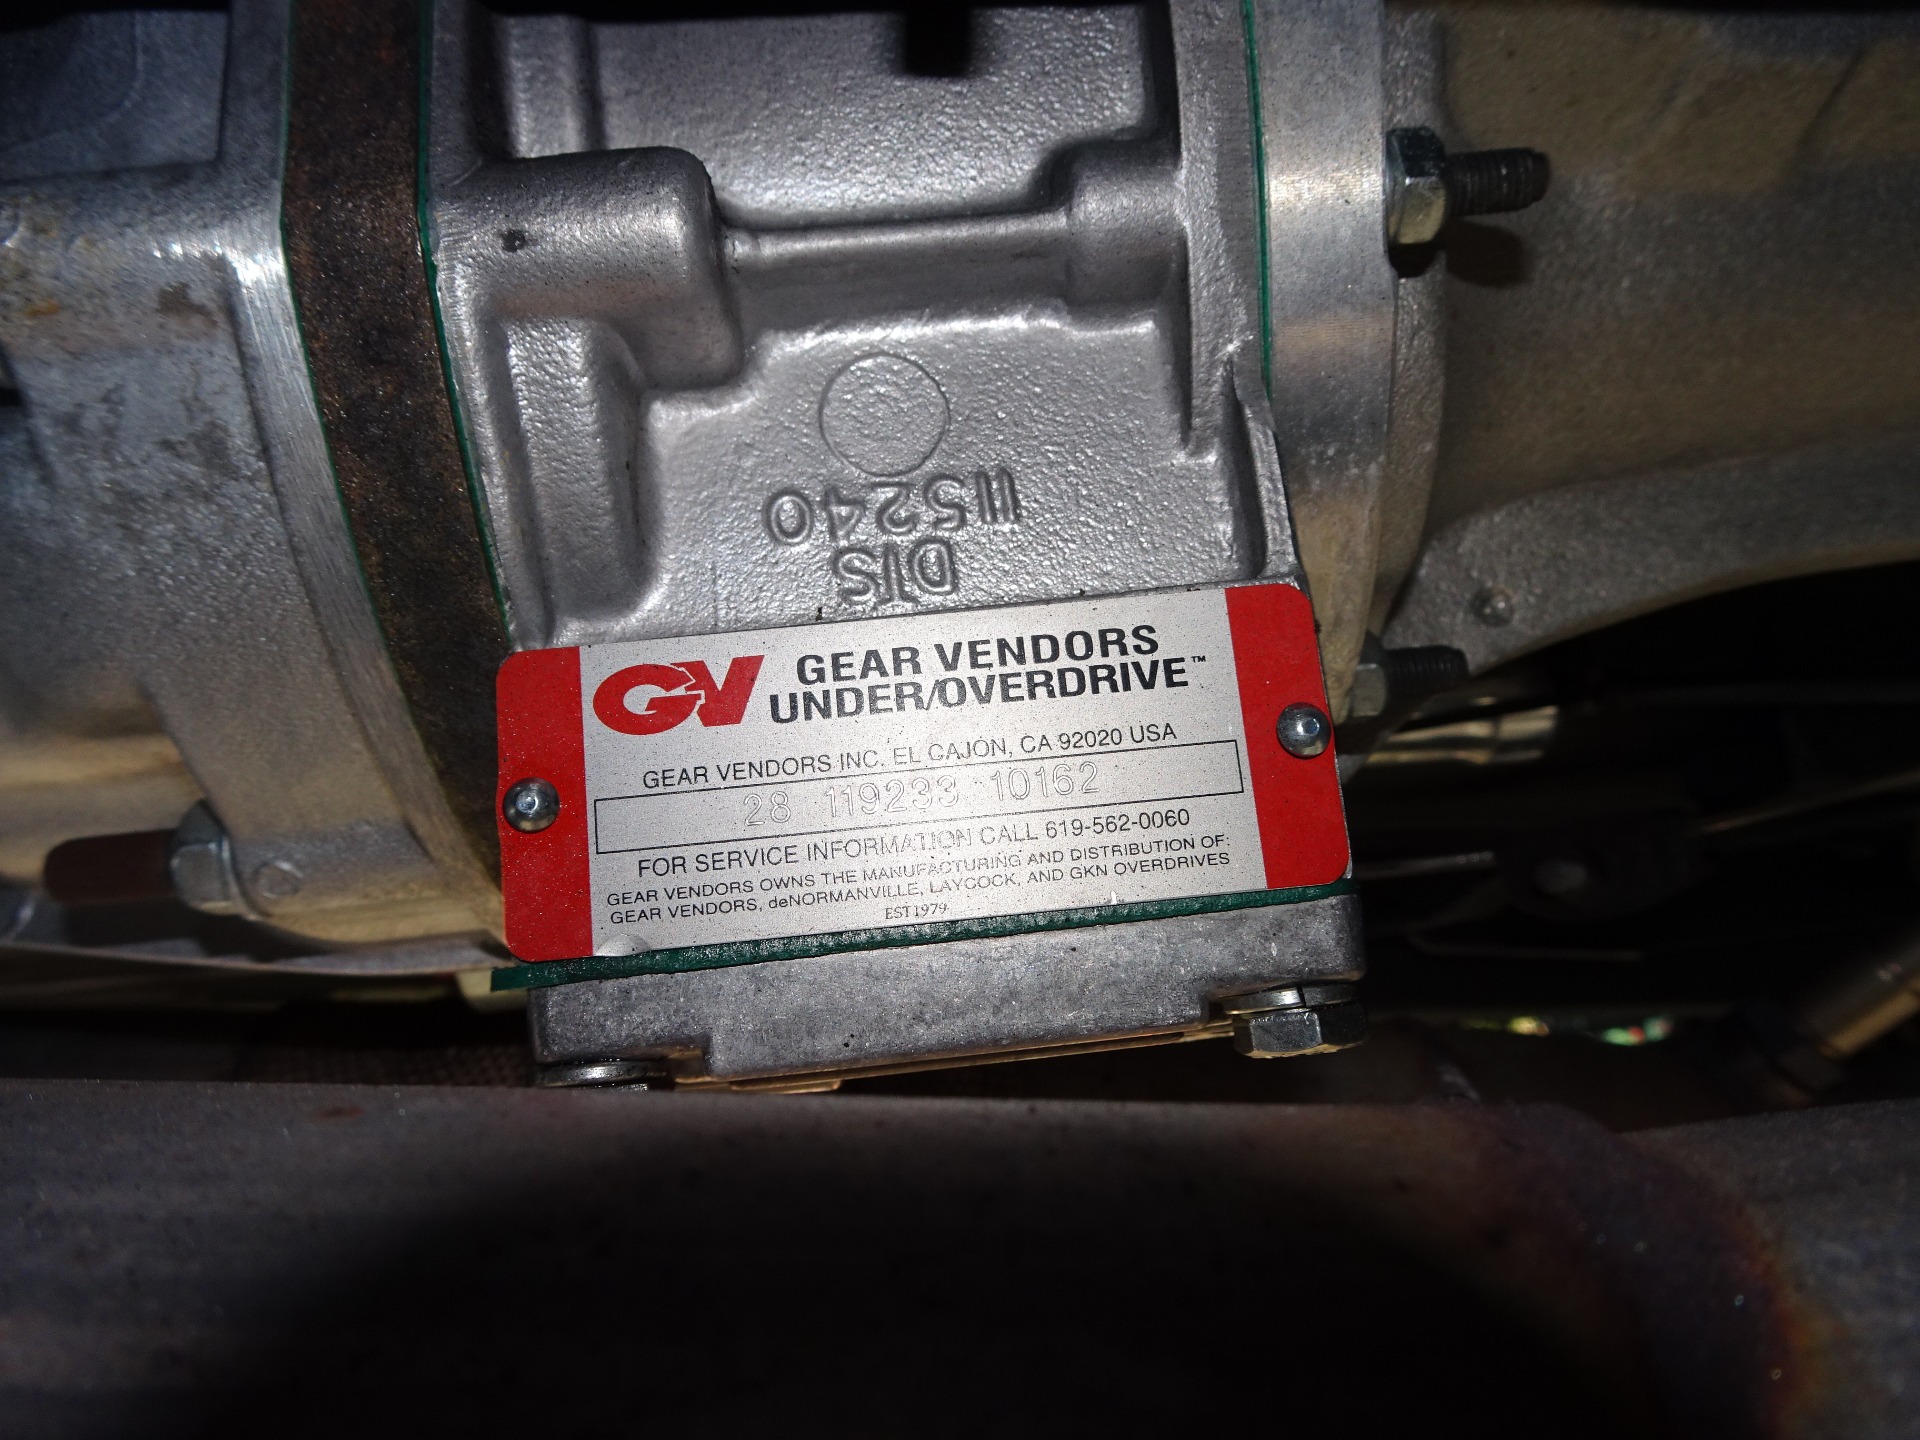 DIS
115240
GV GEAR VENDORS
UNDER/OVERDRIVE™
GEAR VENDORS INC. EL CAJON, CA 92020 USA
28 119233 10162
FOR SERVICE INFORMATION CALL 619-562-0060
GEAR VENDORS OWNS THE MANUFACTURING AND DISTRIBUTION OF:
GEAR VENDORS, deNORMANVILLE, LAYCOCK, AND GKN OVERDRIVES
EST1979